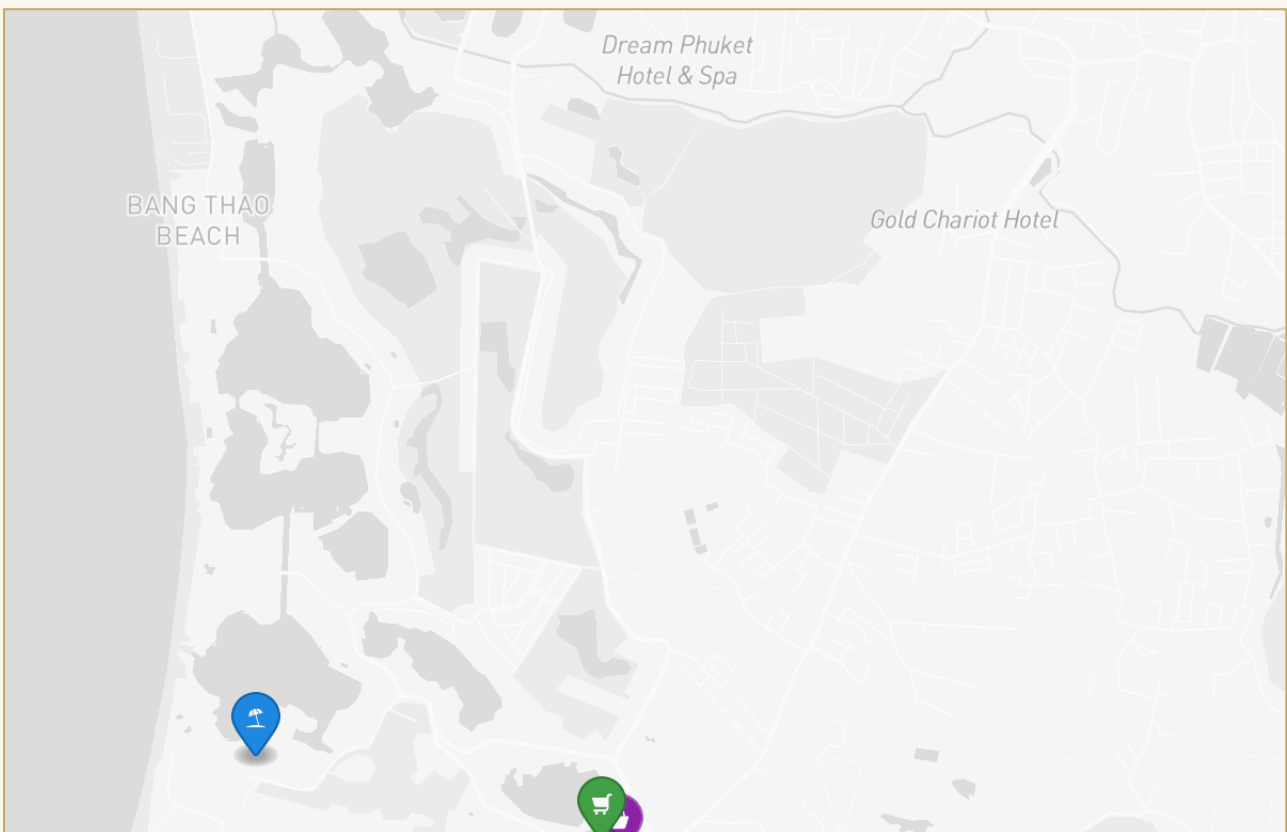 Dream Phuket
Hotel & Spa
BANG THAO
BEACH
Gold Chariot Hotel